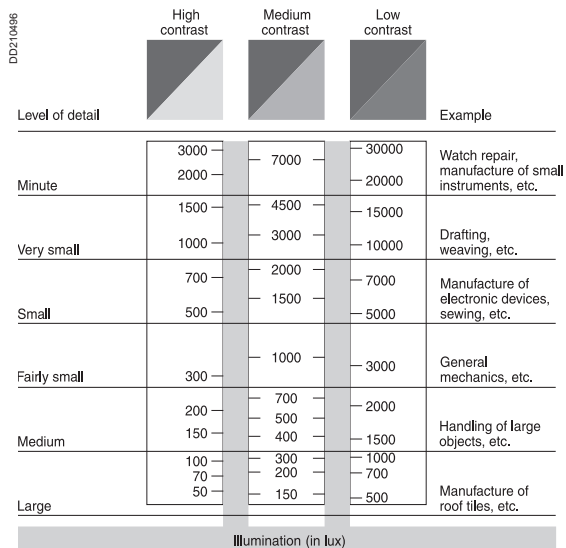 DD210496
High contrast
Medium contrast
Low contrast
Level of detail
Example
3000
7000
30000
Watch repair,
manufacture of small
instruments, etc.
2000
20000
Minute
1500
4500
15000
1000
3000
10000
Drafting,
weaving, etc.
Very small
700
2000
7000
Manufacture of
electronic devices,
sewing, etc.
500
1500
5000
Small
300
1000
3000
General
mechanics, etc.
Fairly small
200
700
2000
500
150
400
1500
Handling of large
objects, etc.
Medium
100
300
1000
70
200
700
50
150
500
Manufacture of
roof tiles, etc.
Large
Illumination (in lux)